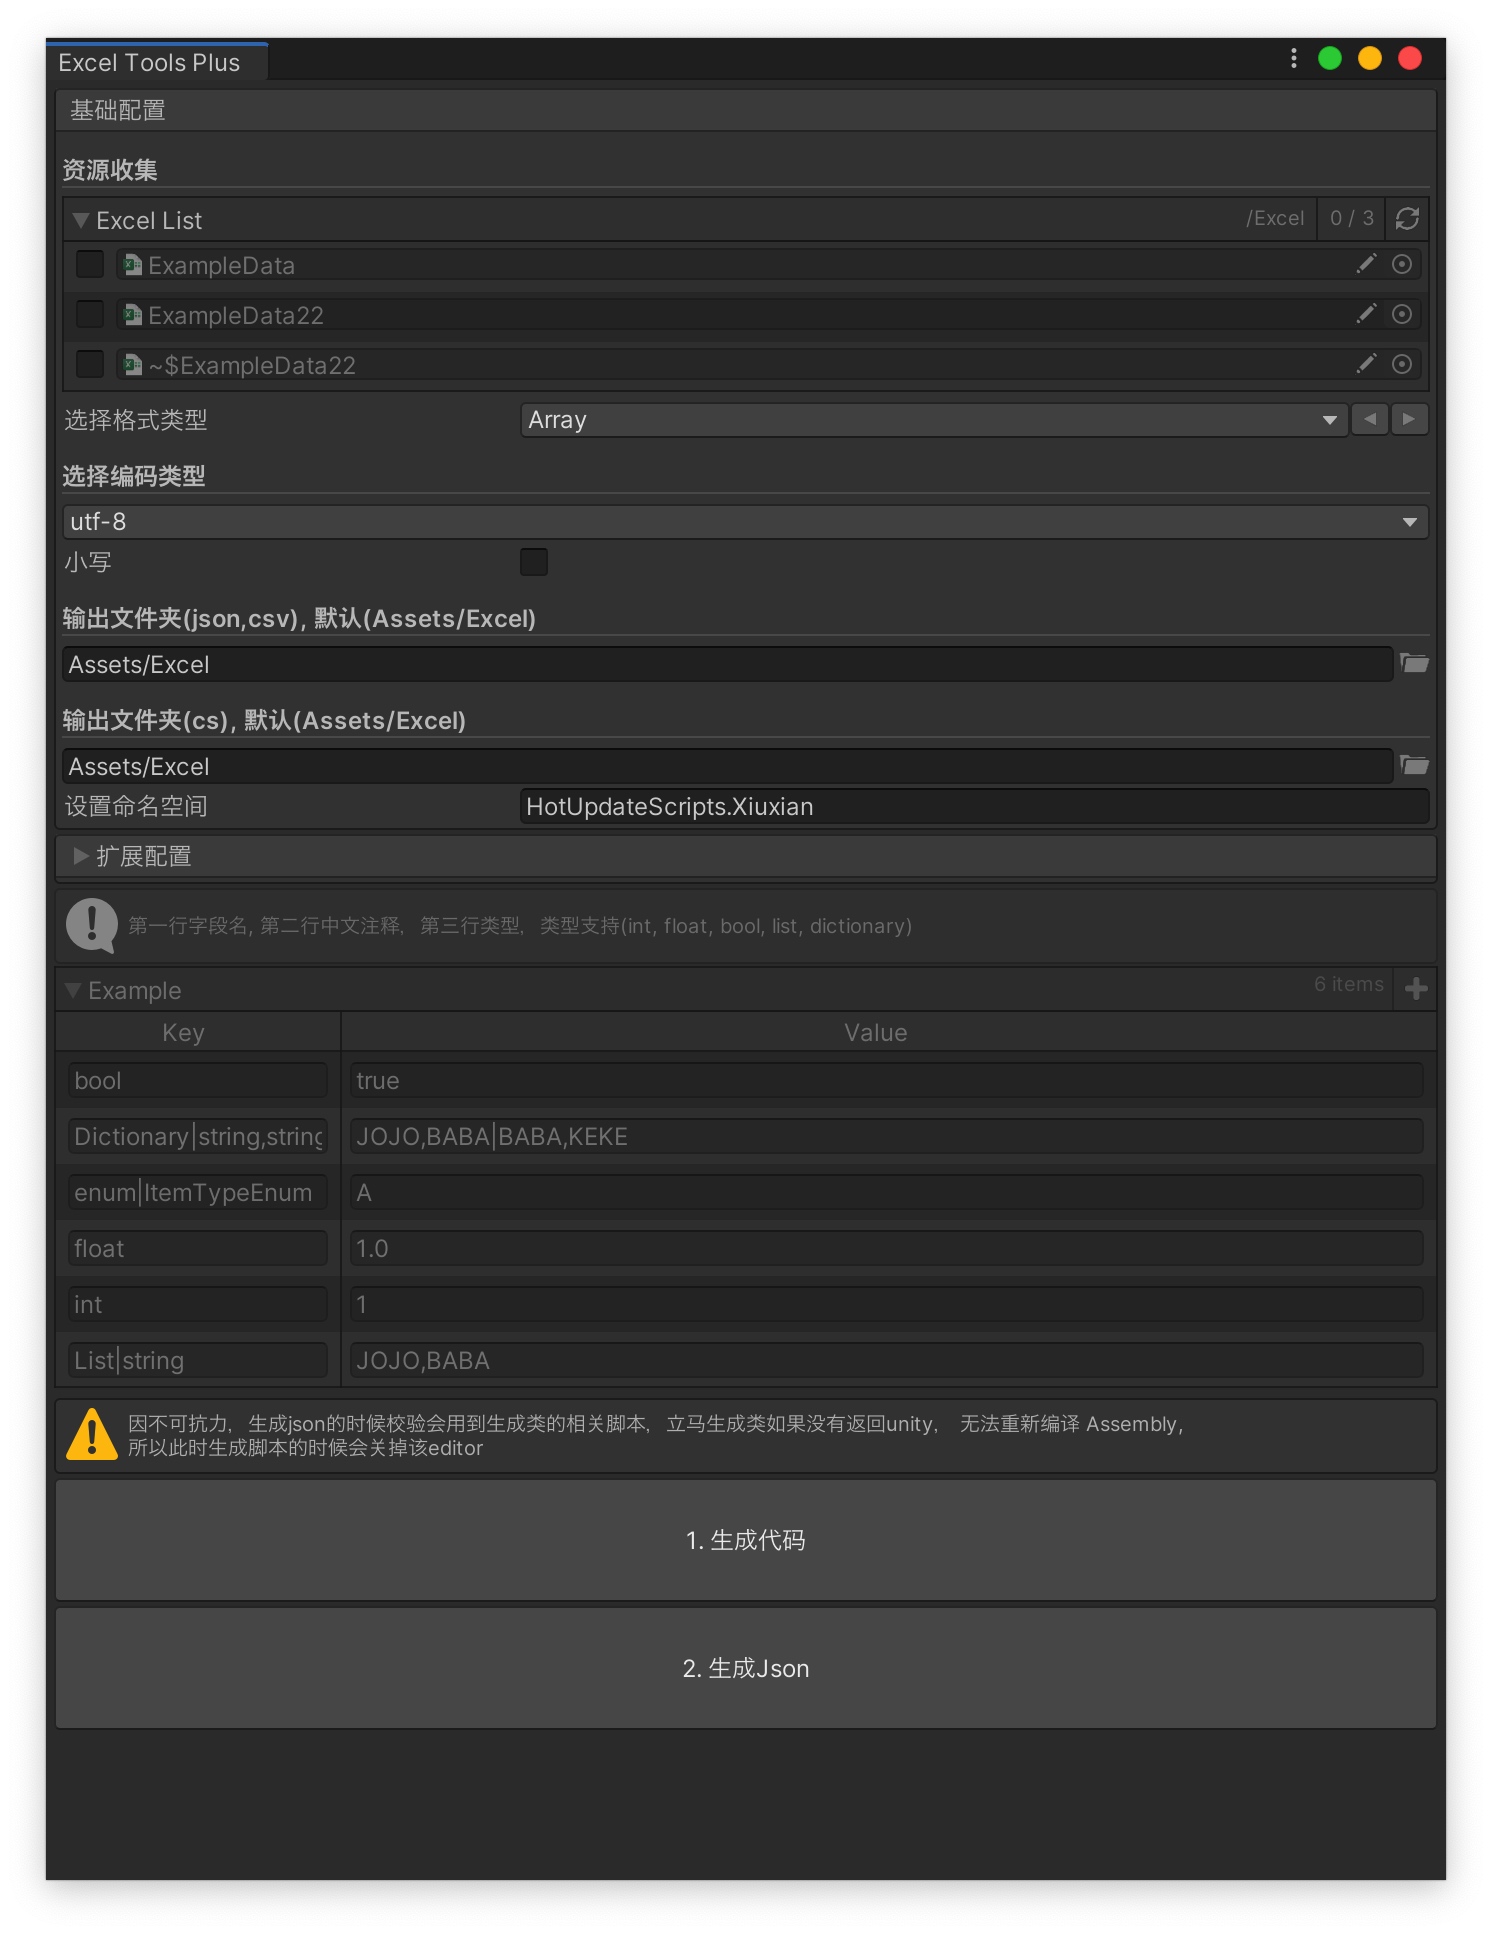 Excel Tools Plus
基础配置
资源收集
Excel List /Excel 0 / 3
ExampleData
ExampleData22
~$ExampleData22
选择格式类型 Array
选择编码类型
utf-8
小写
输出文件夹(json,csv), 默认(Assets/Excel)
Assets/Excel
输出文件夹(cs), 默认(Assets/Excel)
Assets/Excel
设置命名空间 HotUpdateScripts.Xiuxian
扩展配置
第一行字段名, 第二行中文注释, 第三行类型, 类型支持(int, float, bool, list, dictionary)
Example 6 items
Key Value
bool true
Dictionary|string,string JOJO,BABA|BABA,KEKE
enum|ItemTypeEnum A
float 1.0
int 1
List|string JOJO,BABA
因不可抗力, 生成json的时候校验会用到生成类的相关脚本, 立马生成类如果没有返回unity, 无法重新编译 Assembly,
所以此时生成脚本的时候会关掉该editor
1. 生成代码
2. 生成Json